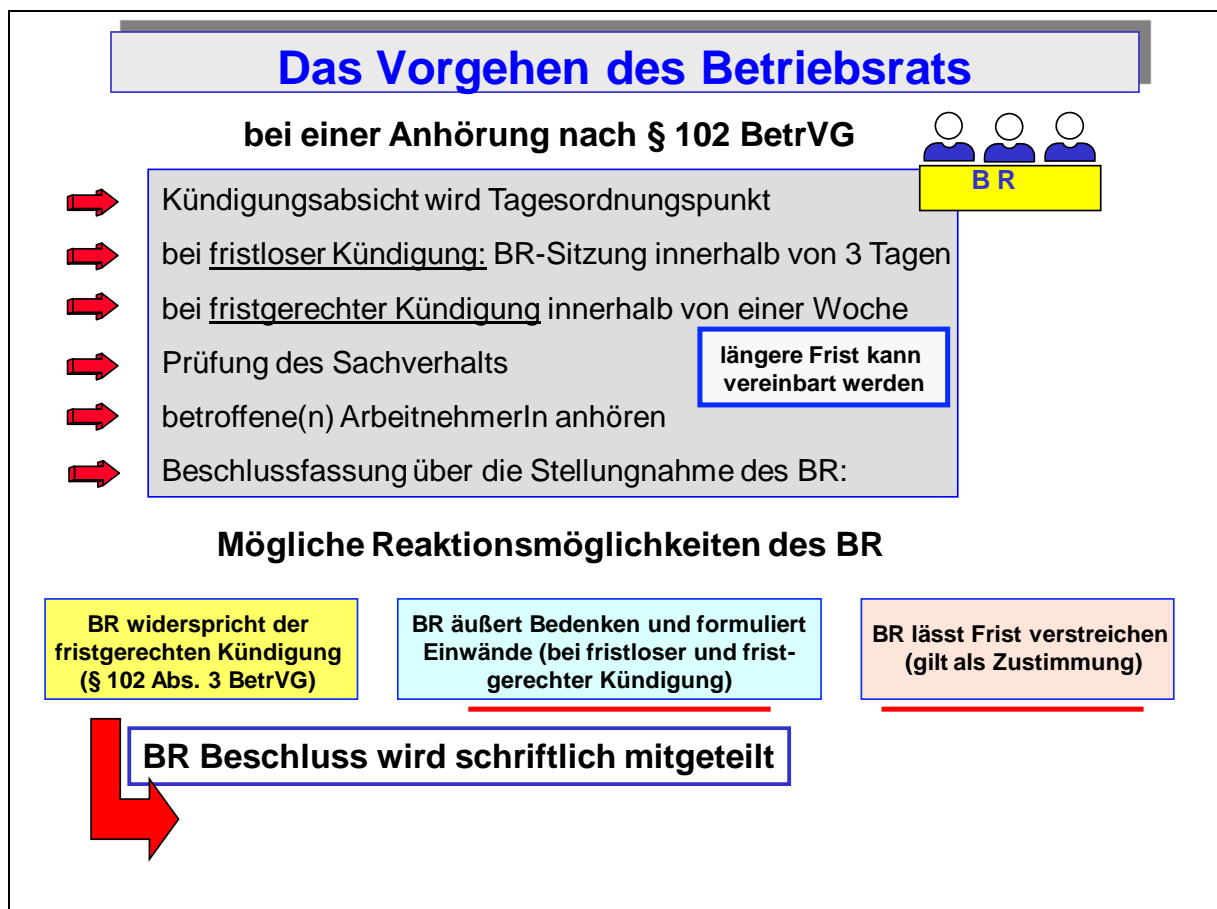 Das Vorgehen des Betriebsrats
bei einer Anhörung nach § 102 BetrVG
B R
Kündigungsabsicht wird Tagesordnungspunkt
bei fristloser Kündigung: BR-Sitzung innerhalb von 3 Tagen
bei fristgerechter Kündigung innerhalb von einer Woche
Prüfung des Sachverhalts
längere Frist kann
vereinbart werden
betroffene(n) ArbeitnehmerIn anhören
Beschlussfassung über die Stellungnahme des BR:
Mögliche Reaktionsmöglichkeiten des BR
BR widerspricht der
fristgerechten Kündigung
(§ 102 Abs. 3 BetrVG)
BR äußert Bedenken und formuliert
Einwände (bei fristloser und frist-
gerechter Kündigung)
BR lässt Frist verstreichen
(gilt als Zustimmung)
BR Beschluss wird schriftlich mitgeteilt